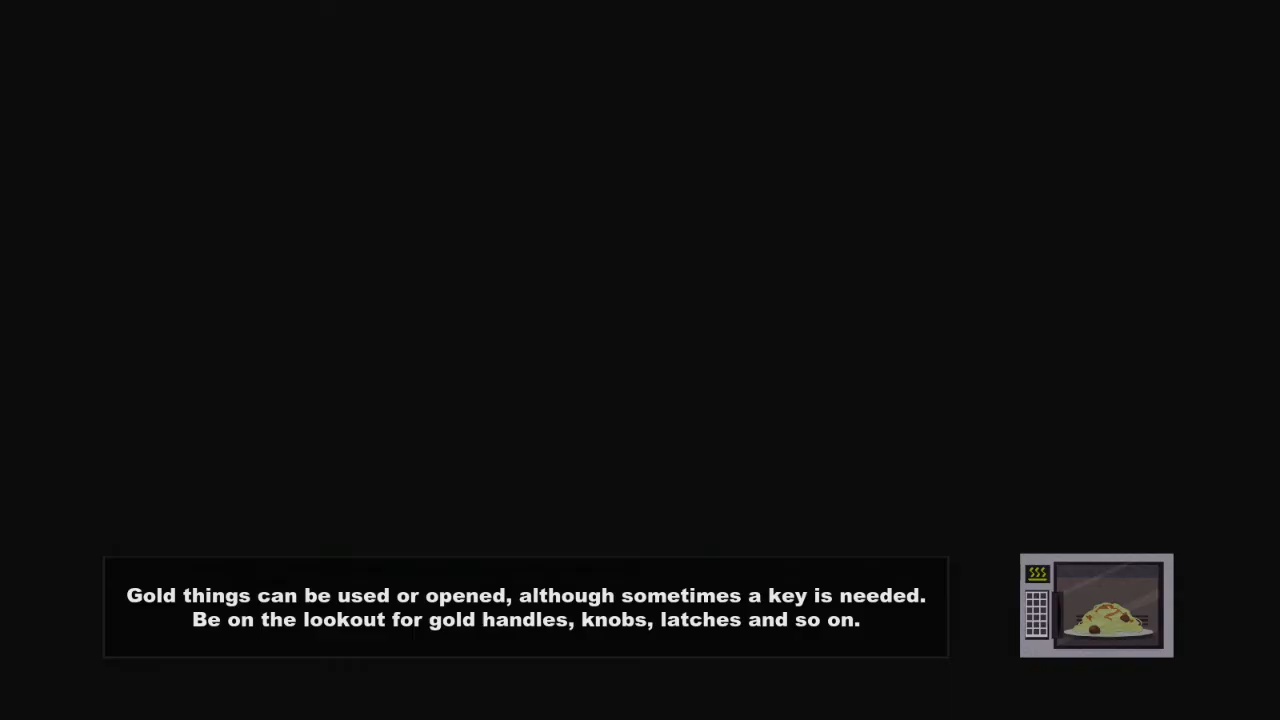 Gold things can be used or opened, although sometimes a key is needed.
Be on the lookout for gold handles, knobs, latches and so on.